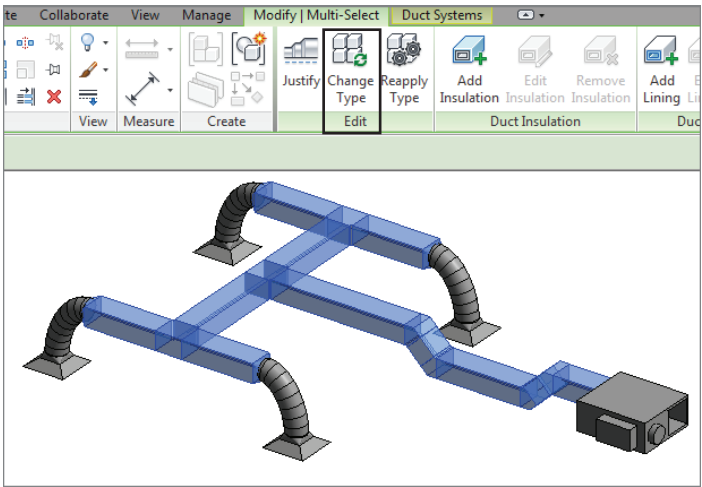 te Collaborate View Manage Modify | Multi-Select Duct Systems
Justify Change Type Reapply Type Add Insulation Edit Insulation Remove Insulation Add Lining
View Measure Create Edit Duct Insulation Duc